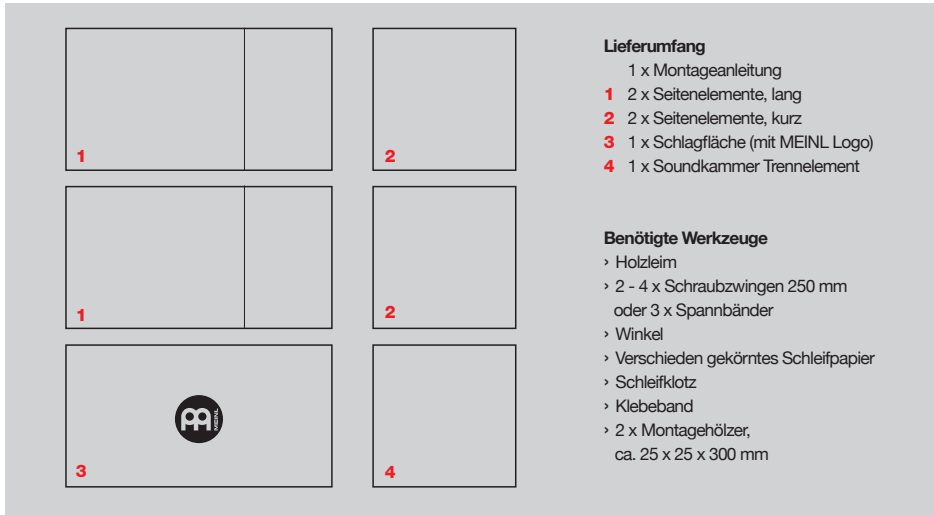 1
2
1
2
MEINL
3
4
Lieferumfang
1 x Montageanleitung
1 2 x Seitenelemente, lang
2 2 x Seitenelemente, kurz
3 1 x Schlagfläche (mit MEINL Logo)
4 1 x Soundkammer Trennelement
Benötigte Werkzeuge
› Holzleim
› 2 - 4 x Schraubzwingen 250 mm
oder 3 x Spannbänder
› Winkel
› Verschieden gekörntes Schleifpapier
› Schleifklotz
› Klebeband
› 2 x Montagehölzer,
ca. 25 x 25 x 300 mm